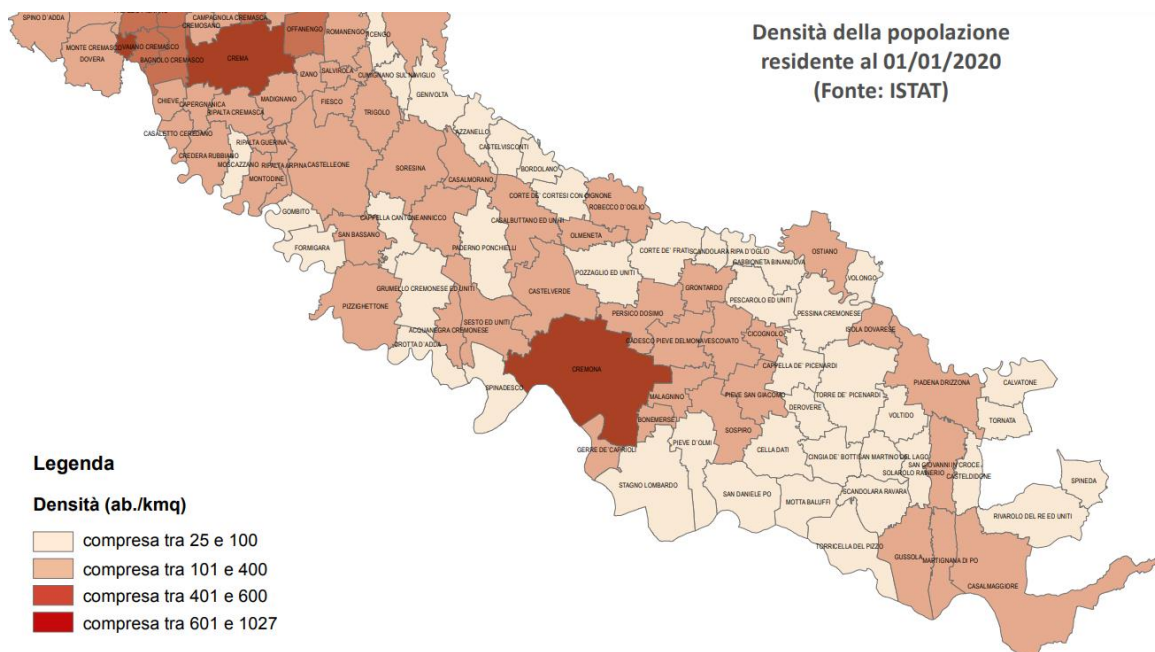 Densità della popolazione
residente al 01/01/2020
(Fonte: ISTAT)
SPINO D'ADDA
CAMPAGNOLA CREMASCA
CREMOSANO
OFFANENGO
ROMANENGO
TICENGO
MONTE CREMASCO
VAIANO CREMASCO
DOVERA
BAGNOLO CREMASCO
CREMA
IZANO
SALVIROLA
CUMIGNANO SUL NAVIGLIO
GENIVOLTA
CHIEVE
CAPERGNANICA
MADIGNANO
FIESCO
RIPALTA CREMASCA
TRIGOLO
AZZANELLO
CASALETTO CEREDANO
CASTELVISCONTI
CREDERA RUBBIANO
RIPALTA GUERINA
MOSCAZZANO
RIPALTA ARPINA
CASTELLEONE
SORESINA
BORDOLANO
MONTODINE
CASALMORANO
CORTE DE' CORTESI CON CIGNONE
ROBECCO D'OGLIO
GOMBITO
CAPPELLA CANTONE
ANNICCO
CASALBUTTANO ED UNITI
FORMIGARA
SAN BASSANO
OLMENETA
PADERNO PONCHIELLI
CORTE DE' FRATI
SCANDOLARA RIPA D'OGLIO
OSTIANO
GABBIONETA BINANUOVA
POZZAGLIO ED UNITI
VOLONGO
GRUMELLO CREMONESE ED UNITI
CASTELVERDE
GRONTARDO
PESCAROLO ED UNITI
PIZZIGHETTONE
PERSICO DOSIMO
PESSINA CREMONESE
SESTO ED UNITI
ACQUANEGRA CREMONESE
CICOGNOLO
ISOLA DOVARESE
GADESCO PIEVE DELMONA
VESCOVATO
CROTTA D'ADDA
CREMONA
CAPPELLA DE' PICENARDI
SPINADESCO
PIADENA DRIZZONA
CALVATONE
MALAGNINO
PIEVE SAN GIACOMO
TORRE DE' PICENARDI
DEROVERE
VOLTIDO
TORNATA
BONEMERSE
SOSPIRO
GERRE DE' CAPRIOLI
PIEVE D'OLMI
CELLA DATI
CINGIA DE' BOTTI
SAN MARTINO DEL LAGO
SAN GIOVANNI IN CROCE
SOLAROLO RAINERIO
CASTELDIDONE
SPINEDA
STAGNO LOMBARDO
SAN DANIELE PO
MOTTA BALUFFI
SCANDOLARA RAVARA
RIVAROLO DEL RE ED UNITI
TORRICELLA DEL PIZZO
GUSSOLA
MARTIGNANA DI PO
CASALMAGGIORE
Legenda
Densità (ab./kmq)
compresa tra 25 e 100
compresa tra 101 e 400
compresa tra 401 e 600
compresa tra 601 e 1027